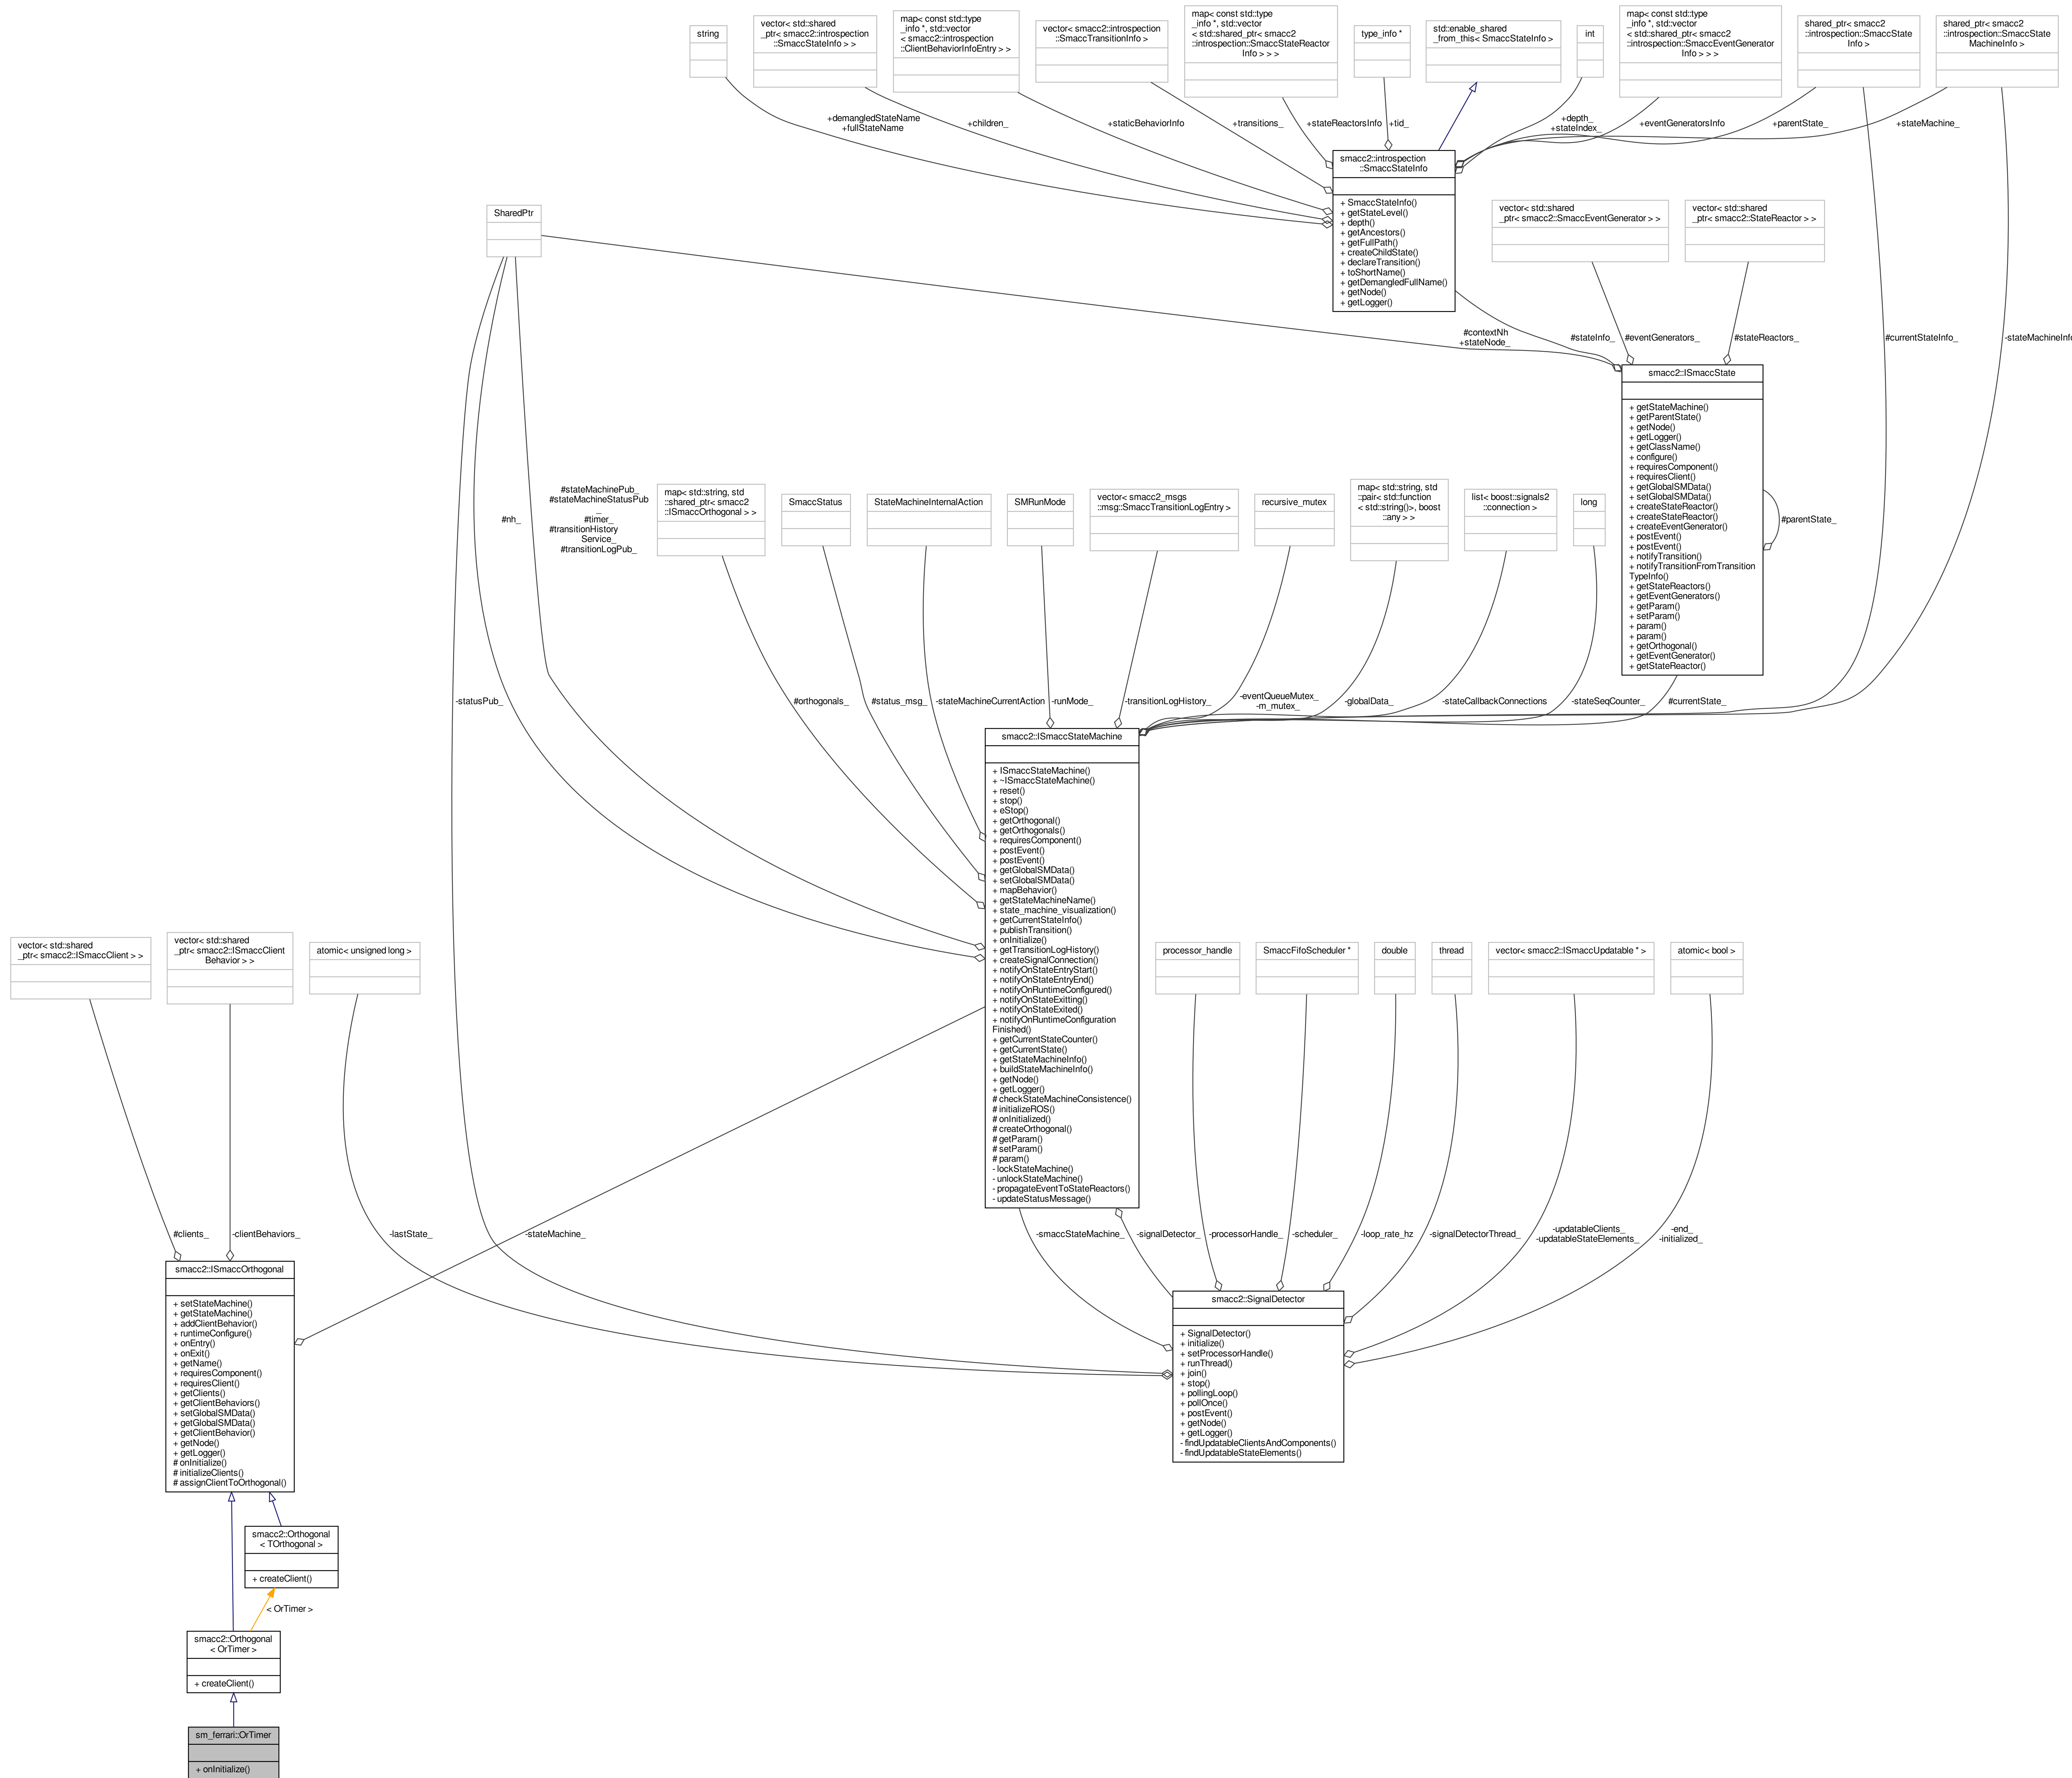 string
vector< std::shared
_ptr< smacc2::introspection
::SmaccStateInfo > >
map< const std::type
_info *, std::vector
< smacc2::introspection
::ClientBehaviorInfoEntry > >
vector< smacc2::introspection
::SmaccTransitionInfo >
map< const std::type
_info *, std::vector
< std::shared_ptr< smacc2
::introspection::SmaccStateReactor
Info > > >
type_info *
std::enable_shared
_from_this< SmaccStateInfo >
int
map< const std::type
_info *, std::vector
< std::shared_ptr< smacc2
::introspection::SmaccEventGenerator
Info > > >
shared_ptr< smacc2
::introspection::SmaccState
Info >
shared_ptr< smacc2
::introspection::SmaccState
MachineInfo >
+demangledStateName
+fullStateName
+children_
+staticBehaviorInfo
+transitions_
+stateReactorsInfo
+tid_
+depth_
+stateIndex_
+eventGeneratorsInfo
+parentState_
+stateMachine_
smacc2::introspection
::SmaccStateInfo
+ SmaccStateInfo()
+ getStateLevel()
+ depth()
+ getAncestors()
+ getFullPath()
+ createChildState()
+ declareTransition()
+ toShortName()
+ getDemangledFullName()
+ getNode()
+ getLogger()
SharedPtr
vector< std::shared
_ptr< smacc2::SmaccEventGenerator > >
vector< std::shared
_ptr< smacc2::StateReactor > >
#contextNh
+stateNode_
#stateInfo_
#eventGenerators_
#stateReactors_
#currentStateInfo_
-stateMachineInfo
smacc2::ISmaccState
+ getStateMachine()
+ getParentState()
+ getNode()
+ getLogger()
+ getClassName()
+ configure()
+ requiresComponent()
+ requiresClient()
+ getGlobalSMData()
+ setGlobalSMData()
+ createStateReactor()
+ createStateReactor()
+ createEventGenerator()
+ postEvent()
+ postEvent()
+ notifyTransition()
+ notifyTransitionFromTransition
TypeInfo()
+ getStateReactors()
+ getEventGenerators()
+ getParam()
+ setParam()
+ param()
+ param()
+ getOrthogonal()
+ getEventGenerator()
+ getStateReactor()
#parentState_
#nh_
#stateMachinePub_
#stateMachineStatusPub
_
#timer_
#transitionHistory
Service_
#transitionLogPub_
map< std::string, std
::shared_ptr< smacc2
::ISmaccOrthogonal > >
SmaccStatus
StateMachineInternalAction
SMRunMode
vector< smacc2_msgs
::msg::SmaccTransitionLogEntry >
recursive_mutex
map< std::string, std
::pair< std::function
< std::string()>, boost
::any > >
list< boost::signals2
::connection >
long
-statusPub_
#orthogonals_
#status_msg_
-stateMachineCurrentAction
-runMode_
-transitionLogHistory_
-eventQueueMutex_
-m_mutex_
-globalData_
-stateCallbackConnections
-stateSeqCounter_
#currentState_
smacc2::ISmaccStateMachine
+ ISmaccStateMachine()
+ ~ISmaccStateMachine()
+ reset()
+ stop()
+ eStop()
+ getOrthogonal()
+ getOrthogonals()
+ requiresComponent()
+ postEvent()
+ postEvent()
+ getGlobalSMData()
+ setGlobalSMData()
+ mapBehavior()
+ getStateMachineName()
+ state_machine_visualization()
+ getCurrentStateInfo()
+ publishTransition()
+ onInitialize()
+ getTransitionLogHistory()
+ createSignalConnection()
+ notifyOnStateEntryStart()
+ notifyOnStateEntryEnd()
+ notifyOnRuntimeConfigured()
+ notifyOnStateExitting()
+ notifyOnStateExited()
+ notifyOnRuntimeConfiguration
Finished()
+ getCurrentStateCounter()
+ getCurrentState()
+ getStateMachineInfo()
+ buildStateMachineInfo()
+ getNode()
+ getLogger()
# checkStateMachineConsistence()
# initializeROS()
# onInitialized()
# createOrthogonal()
# getParam()
# setParam()
# param()
- lockStateMachine()
- unlockStateMachine()
- propagateEventToStateReactors()
- updateStatusMessage()
vector< std::shared
_ptr< smacc2::ISmaccClient > >
vector< std::shared
_ptr< smacc2::ISmaccClient
Behavior > >
atomic< unsigned long >
processor_handle
SmaccFifoScheduler *
double
thread
vector< smacc2::ISmaccUpdatable * >
atomic< bool >
#clients_
-clientBehaviors_
-lastState_
-stateMachine_
-smaccStateMachine_
-signalDetector_
-processorHandle_
-scheduler_
-loop_rate_hz
-signalDetectorThread_
-updatableClients_
-updatableStateElements_
-end_
-initialized_
smacc2::ISmaccOrthogonal
+ setStateMachine()
+ getStateMachine()
+ addClientBehavior()
+ runtimeConfigure()
+ onEntry()
+ onExit()
+ getName()
+ requiresComponent()
+ requiresClient()
+ getClients()
+ getClientBehaviors()
+ setGlobalSMData()
+ getGlobalSMData()
+ getClientBehavior()
+ getNode()
+ getLogger()
# onInitialize()
# initializeClients()
# assignClientToOrthogonal()
smacc2::SignalDetector
+ SignalDetector()
+ initialize()
+ setProcessorHandle()
+ runThread()
+ join()
+ stop()
+ pollingLoop()
+ pollOnce()
+ postEvent()
+ getNode()
+ getLogger()
- findUpdatableClientsAndComponents()
- findUpdatableStateElements()
smacc2::Orthogonal
< TOrthogonal >
+ createClient()
< OrTimer >
smacc2::Orthogonal
< OrTimer >
+ createClient()
sm_ferrari::OrTimer
+ onInitialize()